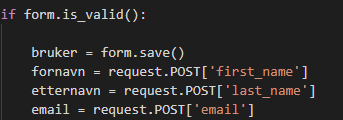 if form.is_valid():
bruker = form.save()
fornavn = request.POST['first_name']
etternavn = request.POST['last_name']
email = request.POST['email']